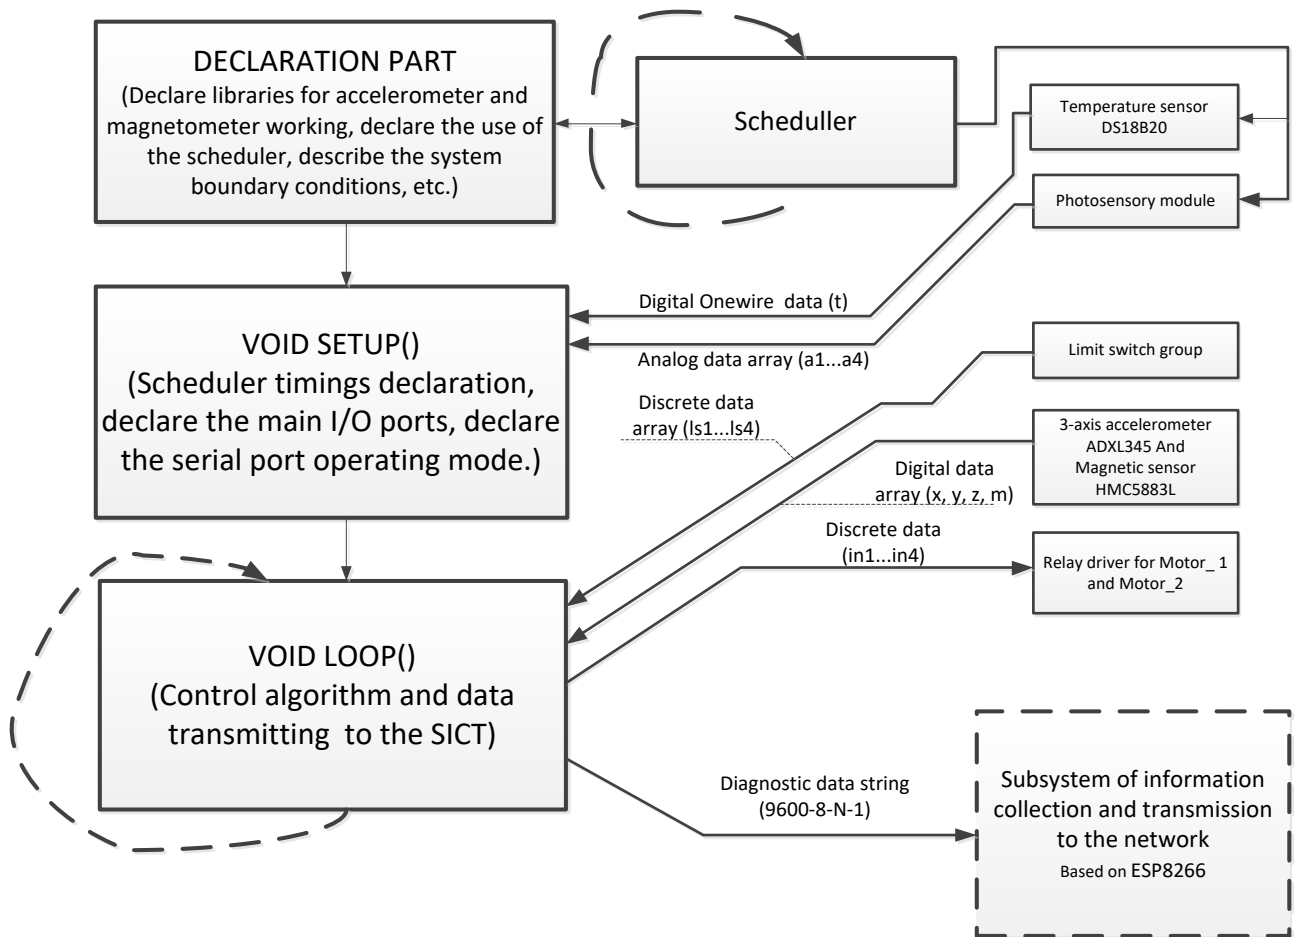 DECLARATION PART
(Declare libraries for accelerometer and
magnetometer working, declare the use of
the scheduler, describe the system
boundary conditions, etc.)
Scheduller
Temperature sensor
DS18B20
Photosensory module
VOID SETUP()
(Scheduler timings declaration,
declare the main I/O ports, declare
the serial port operating mode.)
Digital Onewire data (t)
Analog data array (a1...a4)
Discrete data
array (ls1...ls4)
Limit switch group
3-axis accelerometer
ADXL345 And
Magnetic sensor
HMC5883L
Digital data
array (x, y, z, m)
Discrete data
(in1...in4)
Relay driver for Motor_ 1
and Motor_2
VOID LOOP()
(Control algorithm and data
transmitting to the SICT)
Diagnostic data string
(9600-8-N-1)
Subsystem of information
collection and transmission
to the network
Based on ESP8266